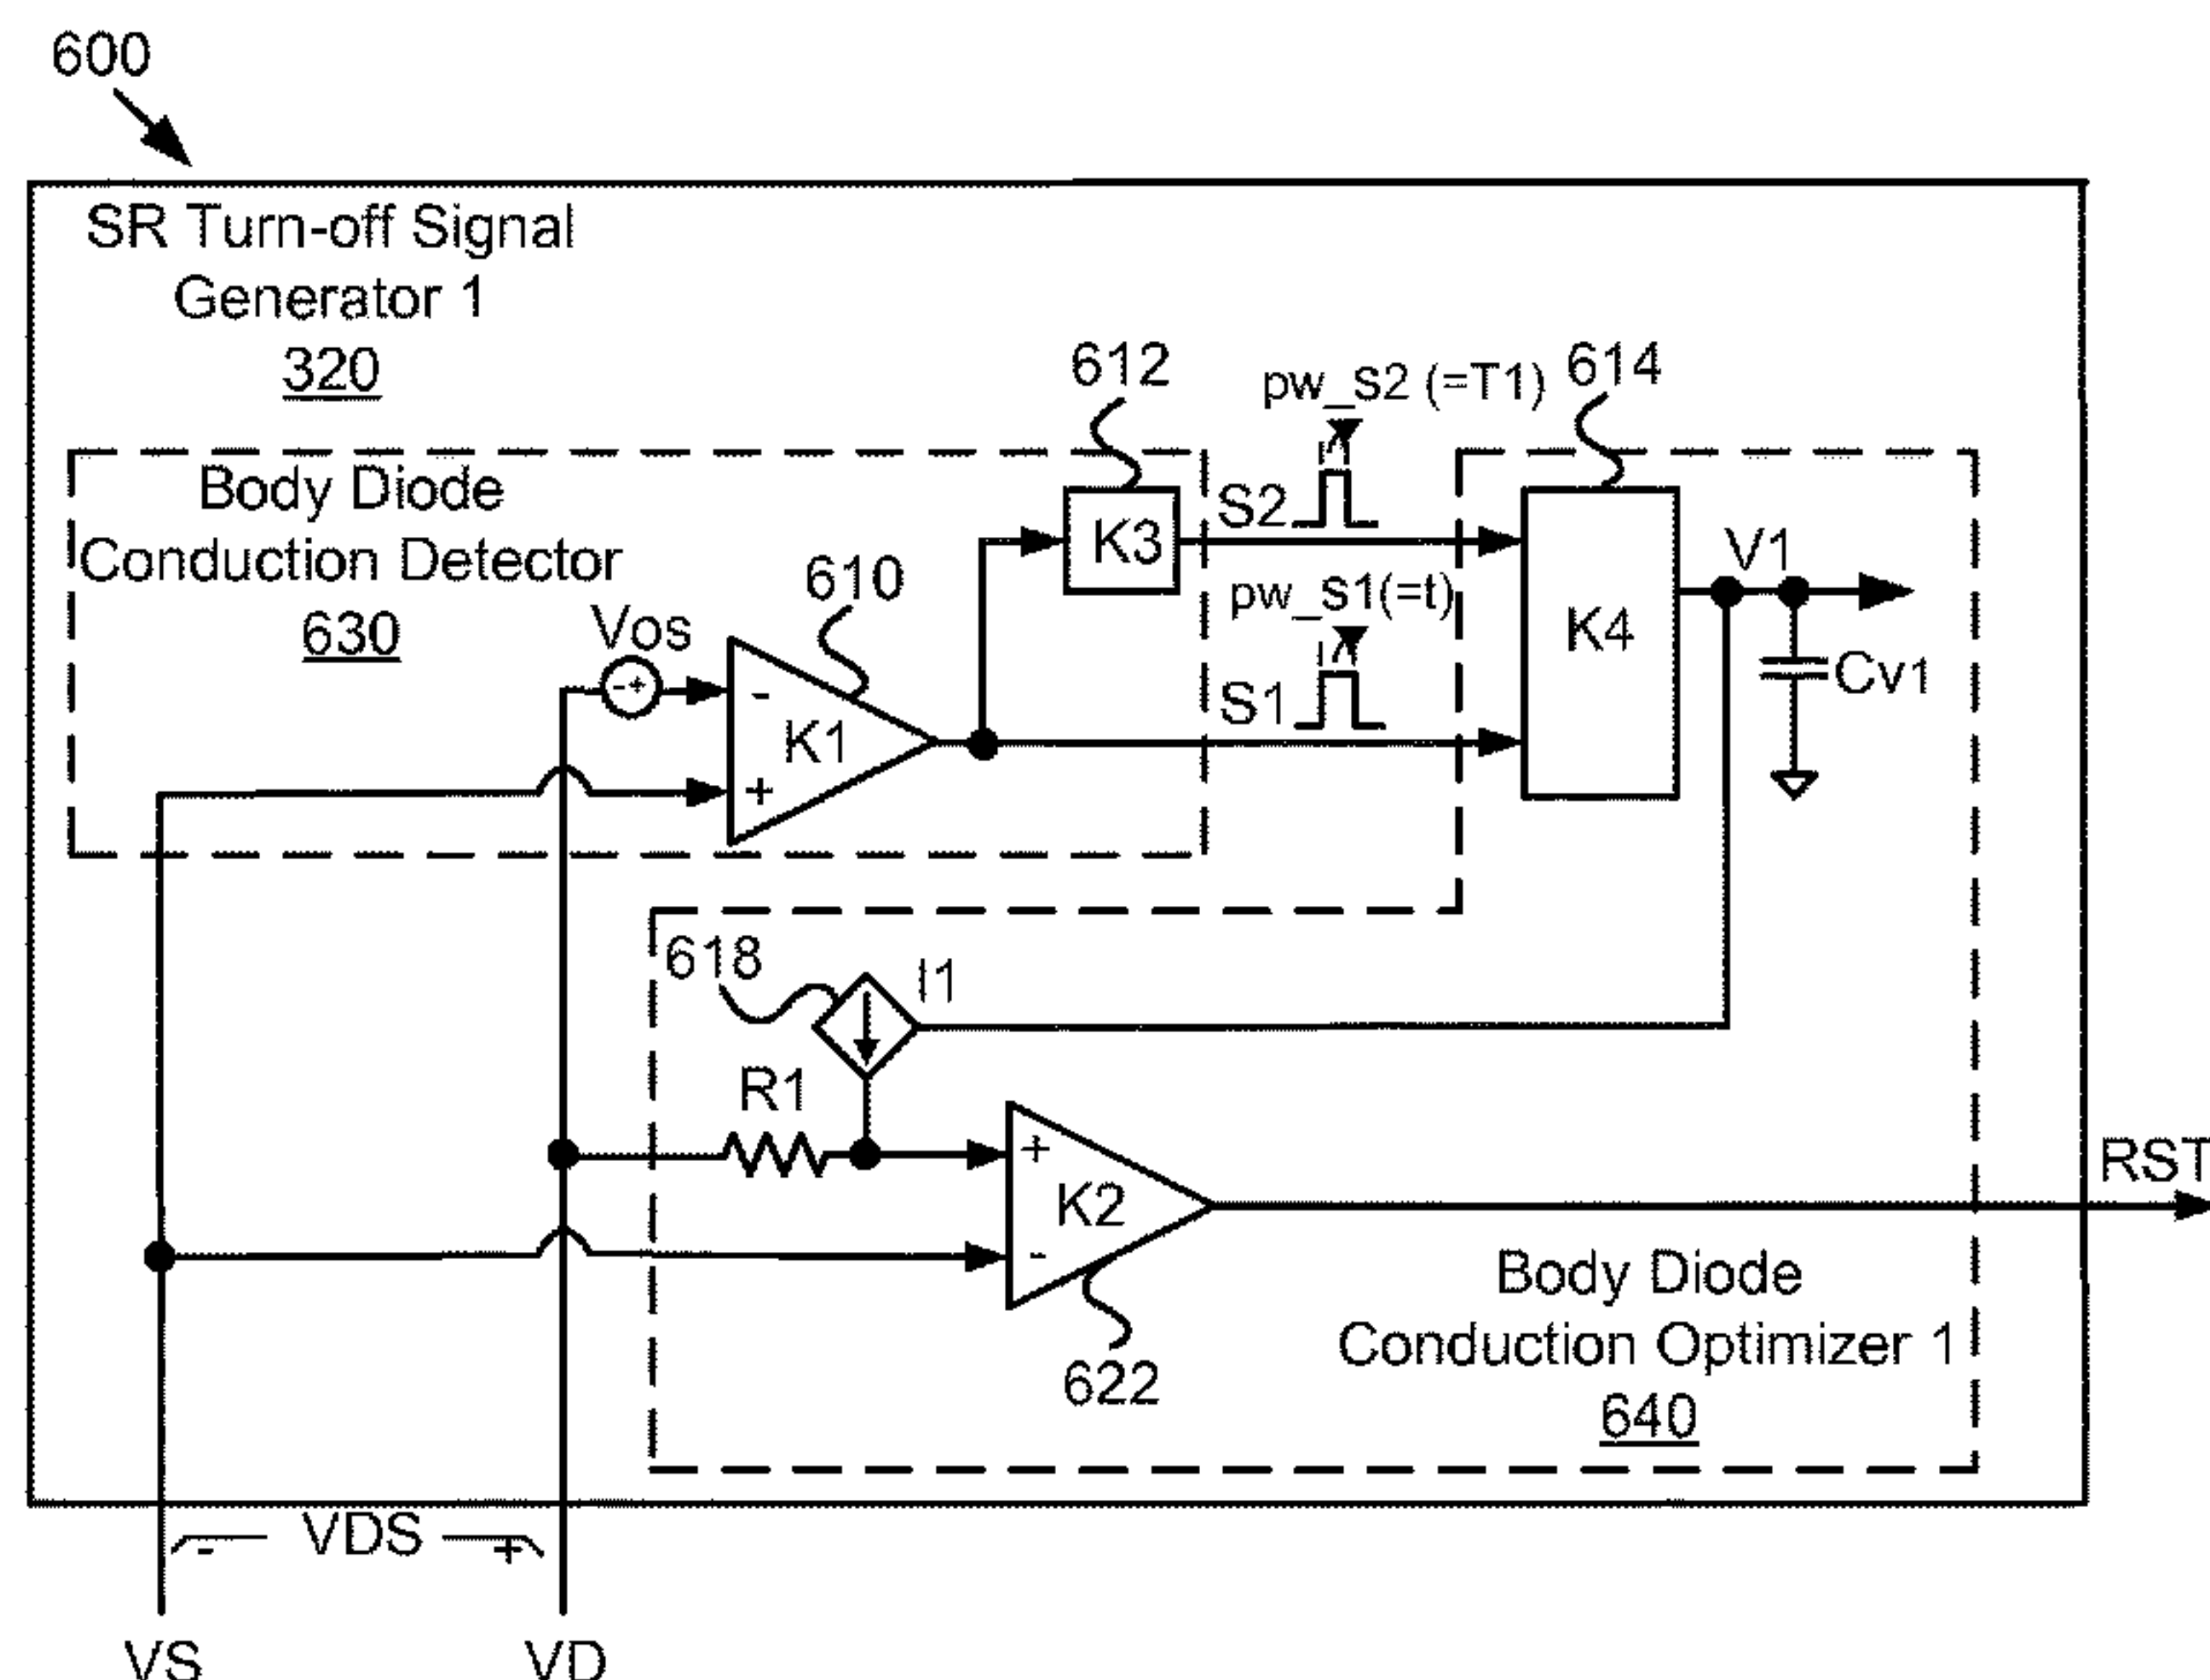 600
SR Turn-off Signal
Generator 1
320
612
pw_s2 (=T1)
614
Body Diode
Conduction Detector
630
S2
K3
V1
610
pw_s1(=t)
K4
Vos
-+
-
S1
Cv1
K1
+
618
I1
R1
+
K2
-
RST
Body Diode
Conduction Optimizer 1
640
622
- VDS +
VS
VD